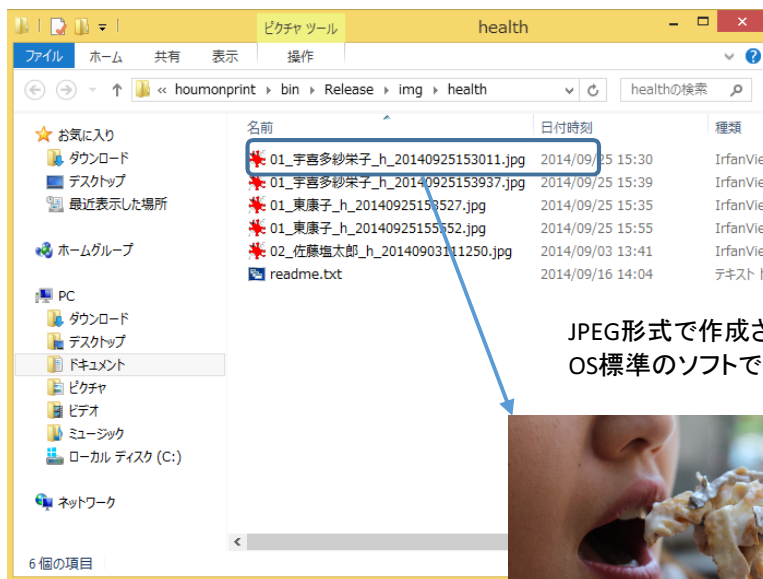 ピクチャ ツール
health
ファイル ホーム 共有 表示 操作
« houmonprint ▸ bin ▸ Release ▸ img ▸ health
healthの検索
名前 日付時刻 種類
01_宇喜多紗栄子_h_20140925153011.jpg 2014/09/25 15:30 IrfanVie
01_宇喜多紗栄子_h_20140925153937.jpg 2014/09/25 15:39 IrfanVie
01_東康子_h_20140925153527.jpg 2014/09/25 15:35 IrfanVie
01_東康子_h_20140925155552.jpg 2014/09/25 15:55 IrfanVie
02_佐藤塩太郎_h_20140903111250.jpg 2014/09/03 13:41 IrfanVie
readme.txt 2014/09/16 14:04 テキスト
お気に入り
ダウンロード
デスクトップ
最近表示した場所
ホームグループ
PC
ダウンロード
デスクトップ
ドキュメント
ピクチャ
ビデオ
ミュージック
ローカル ディスク (C:)
ネットワーク
6 個の項目
JPEG形式で作成さ
OS標準のソフトで